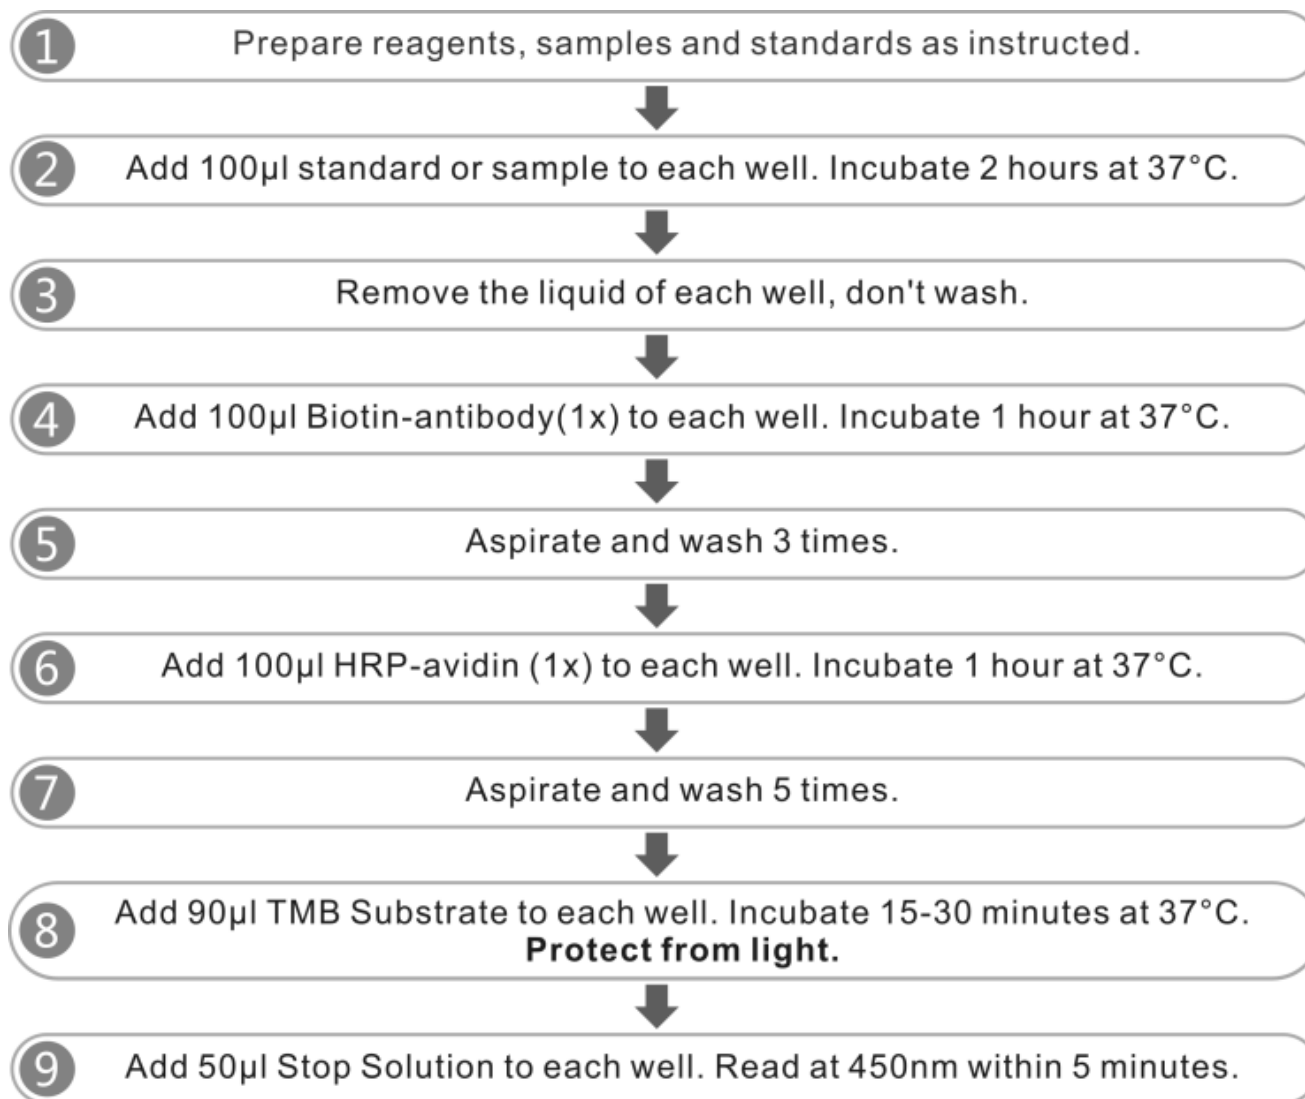 1 Prepare reagents, samples and standards as instructed.
2 Add 100µl standard or sample to each well. Incubate 2 hours at 37°C.
3 Remove the liquid of each well, don't wash.
4 Add 100µl Biotin-antibody(1x) to each well. Incubate 1 hour at 37°C.
5 Aspirate and wash 3 times.
6 Add 100µl HRP-avidin (1x) to each well. Incubate 1 hour at 37°C.
7 Aspirate and wash 5 times.
8 Add 90µl TMB Substrate to each well. Incubate 15-30 minutes at 37°C.
Protect from light.
9 Add 50µl Stop Solution to each well. Read at 450nm within 5 minutes.